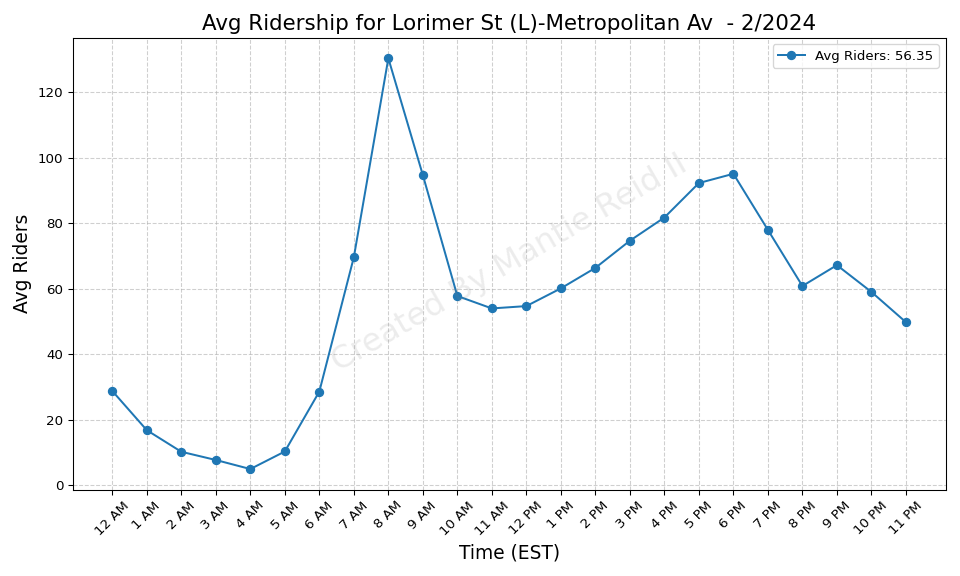 Avg Ridership for Lorimer St (L)-Metropolitan Av  - 2/2024
Avg Riders: 56.35
Avg Riders
120
100
80
60
40
20
0
Created By Mantle Reid II
12 AM
1 AM
2 AM
3 AM
4 AM
5 AM
6 AM
7 AM
8 AM
9 AM
10 AM
11 AM
12 PM
1 PM
2 PM
3 PM
4 PM
5 PM
6 PM
7 PM
8 PM
9 PM
10 PM
11 PM
Time (EST)